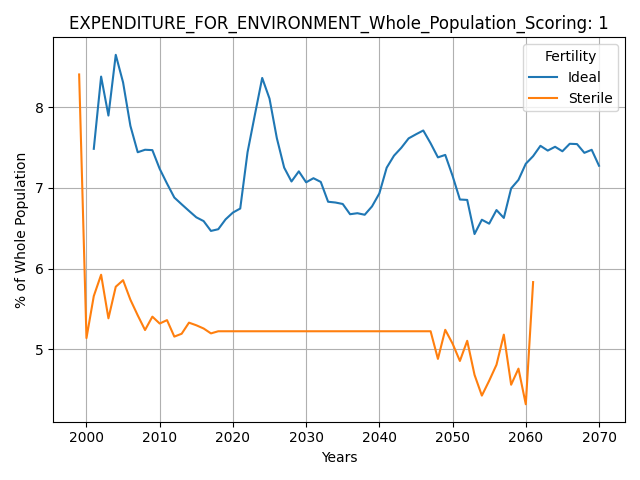 EXPENDITURE_FOR_ENVIRONMENT_Whole_Population_Scoring: 1
Fertility
Ideal
Sterile
% of Whole Population
8
7
6
5
2000 2010 2020 2030 2040 2050 2060 2070
Years